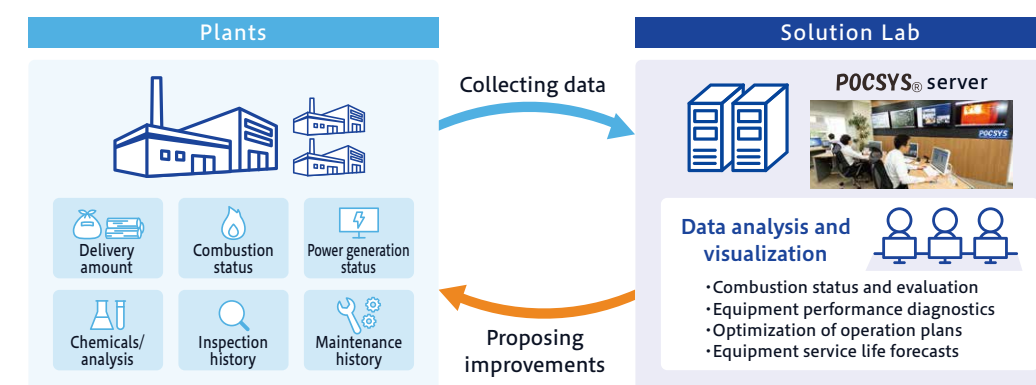 Plants
Delivery
amount
Combustion
status
Power generation
status
Chemicals/
analysis
Inspection
history
Maintenance
history
Collecting data
Proposing
improvements
Solution Lab
POCSYS® server
POCSYS
Data analysis and
visualization
・Combustion status and evaluation
・Equipment performance diagnostics
・Optimization of operation plans
・Equipment service life forecasts